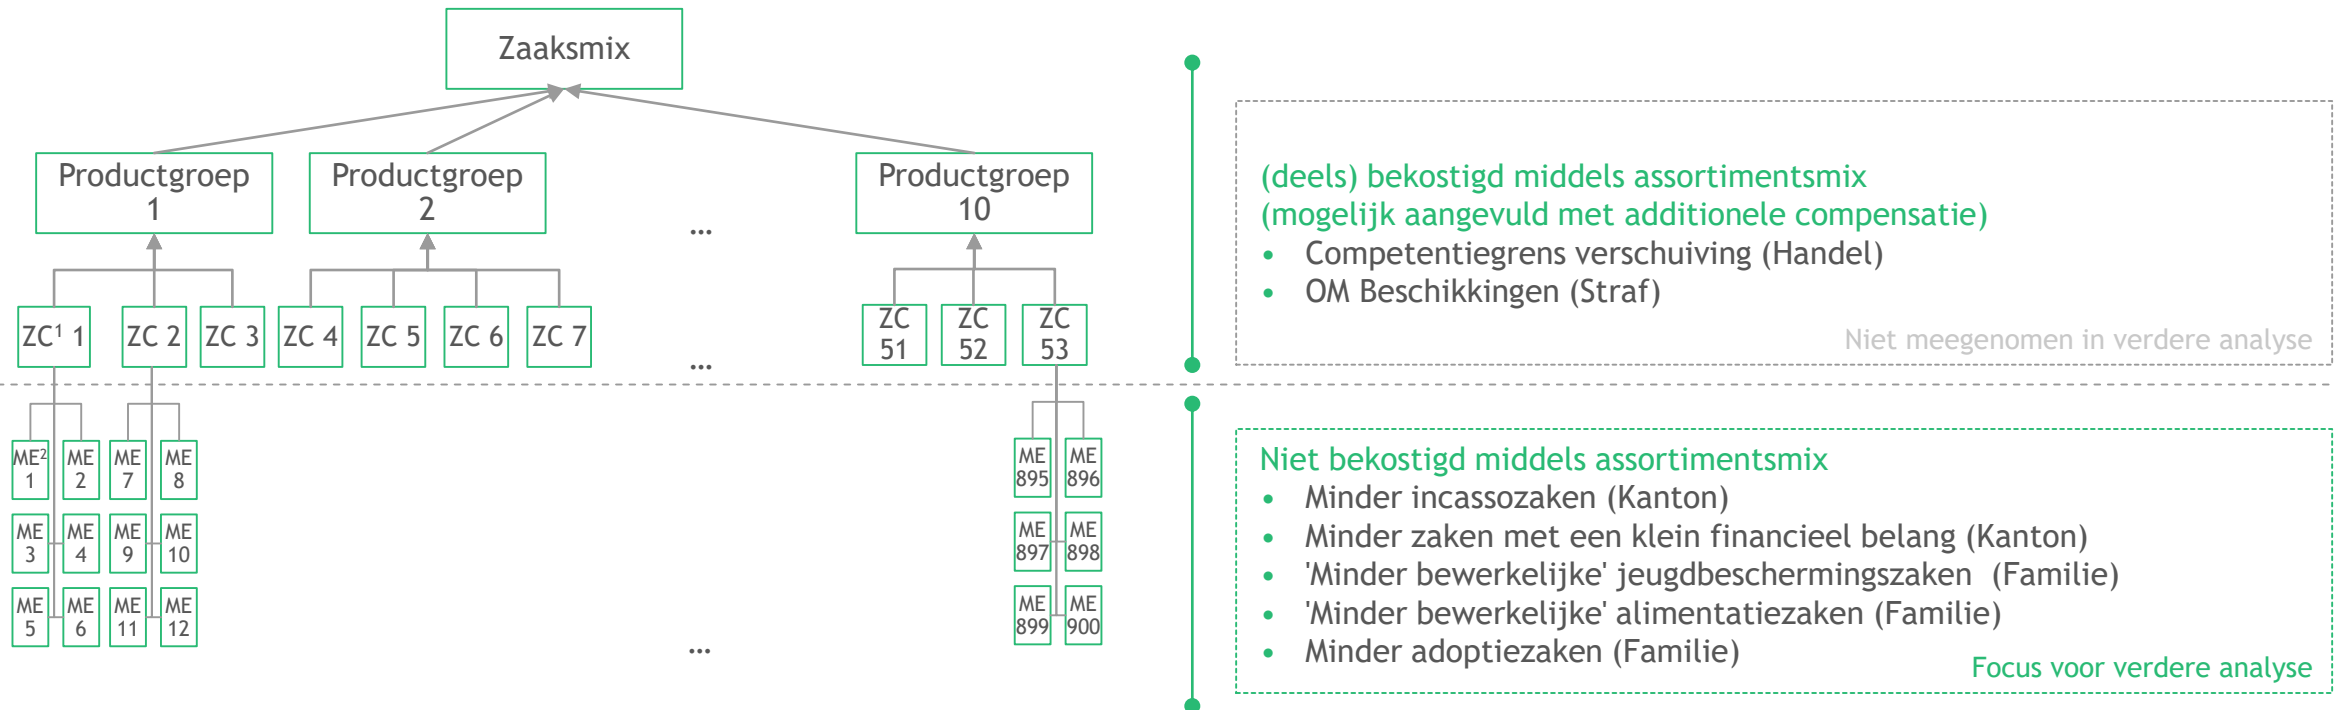 Zaaksmix
Productgroep
1
Productgroep
2
...
Productgroep
10
ZC¹ 1
ZC 2
ZC 3
ZC 4
ZC 5
ZC 6
ZC 7
...
ZC
51
ZC
52
ZC
53
ME²
1
ME
2
ME
7
ME
8
ME
895
ME
896
ME
3
ME
4
ME
9
ME
10
ME
897
ME
898
ME
5
ME
6
ME
11
ME
12
...
ME
899
ME
900
(deels) bekostigd middels assortimentsmix
(mogelijk aangevuld met additionele compensatie)
• Competentiegrens verschuiving (Handel)
• OM Beschikkingen (Straf)
Niet meegenomen in verdere analyse
Niet bekostigd middels assortimentsmix
• Minder incassozaken (Kanton)
• Minder zaken met een klein financieel belang (Kanton)
• 'Minder bewerkelijke' jeugdbeschermingszaken (Familie)
• 'Minder bewerkelijke' alimentatiezaken (Familie)
• Minder adoptiezaken (Familie)
Focus voor verdere analyse